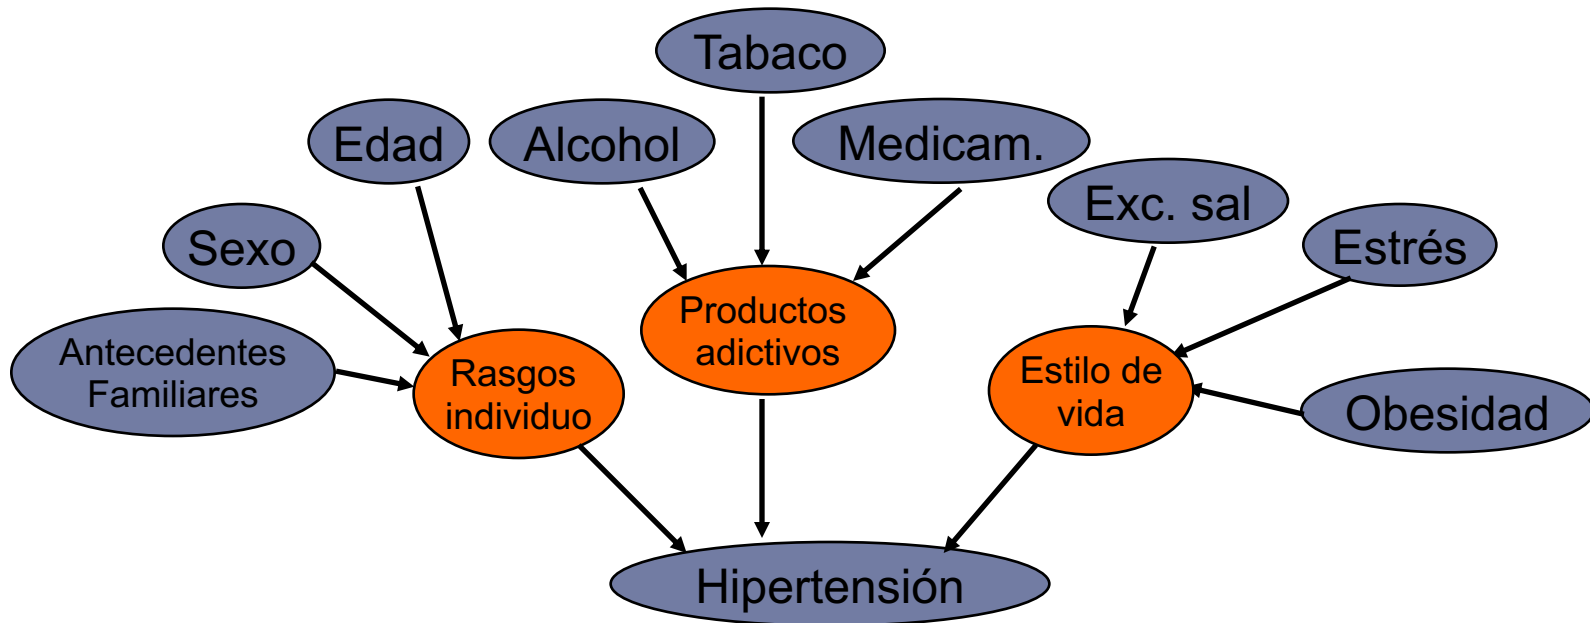 Tabaco
Edad
Alcohol
Medicam.
Exc. sal
Sexo
Estrés
Antecedentes
Familiares
Rasgos
individuo
Productos
adictivos
Estilo de
vida
Obesidad
Hipertensión